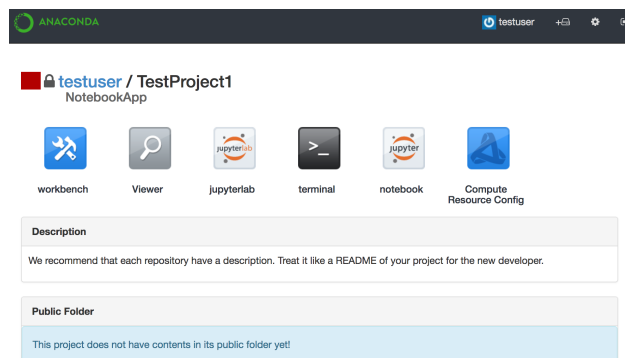 ANACONDA
testuser
testuser / TestProject1
NotebookApp
jupyterlab
>_
jupyter
workbench Viewer jupyterlab terminal notebook Compute
Resource Config
Description
We recommend that each repository have a description. Treat it like a README of your project for the new developer.
Public Folder
This project does not have contents in its public folder yet!